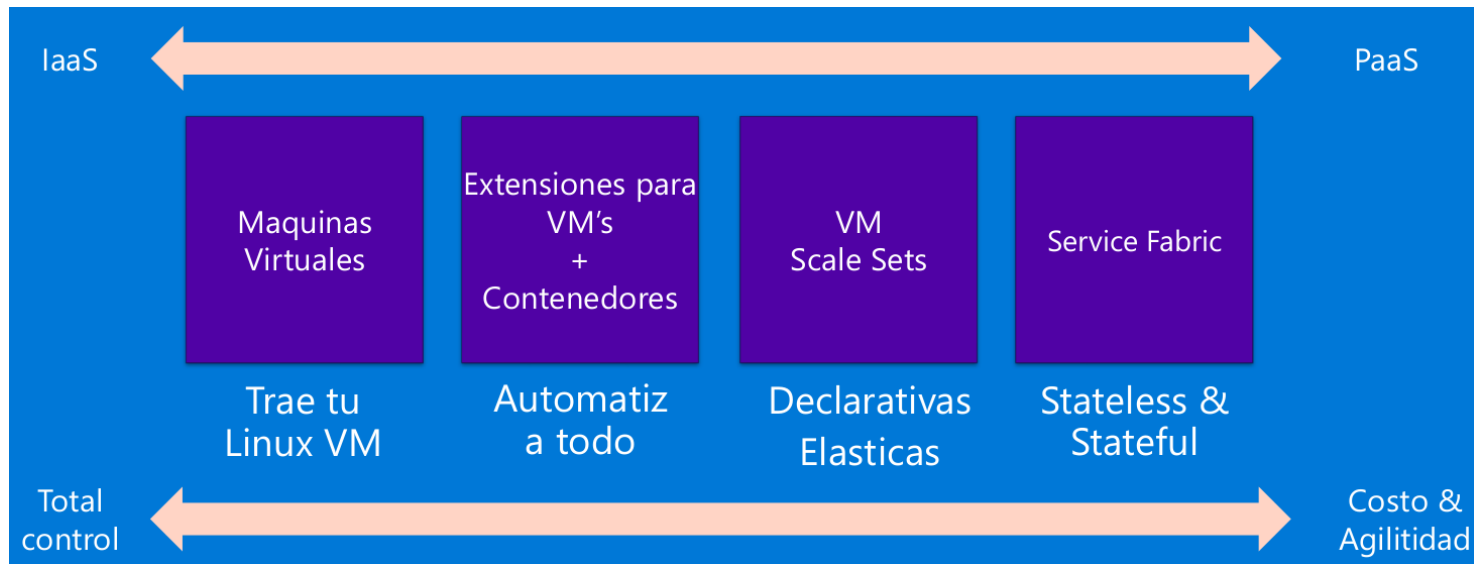 IaaS
PaaS
Maquinas
Virtuales
Extensiones para
VM's
+
Contenedores
VM
Scale Sets
Service Fabric
Trae tu
Linux VM
Automatiz
a todo
Declarativas
Elasticas
Stateless &
Stateful
Total
control
Costo &
Agilitidad